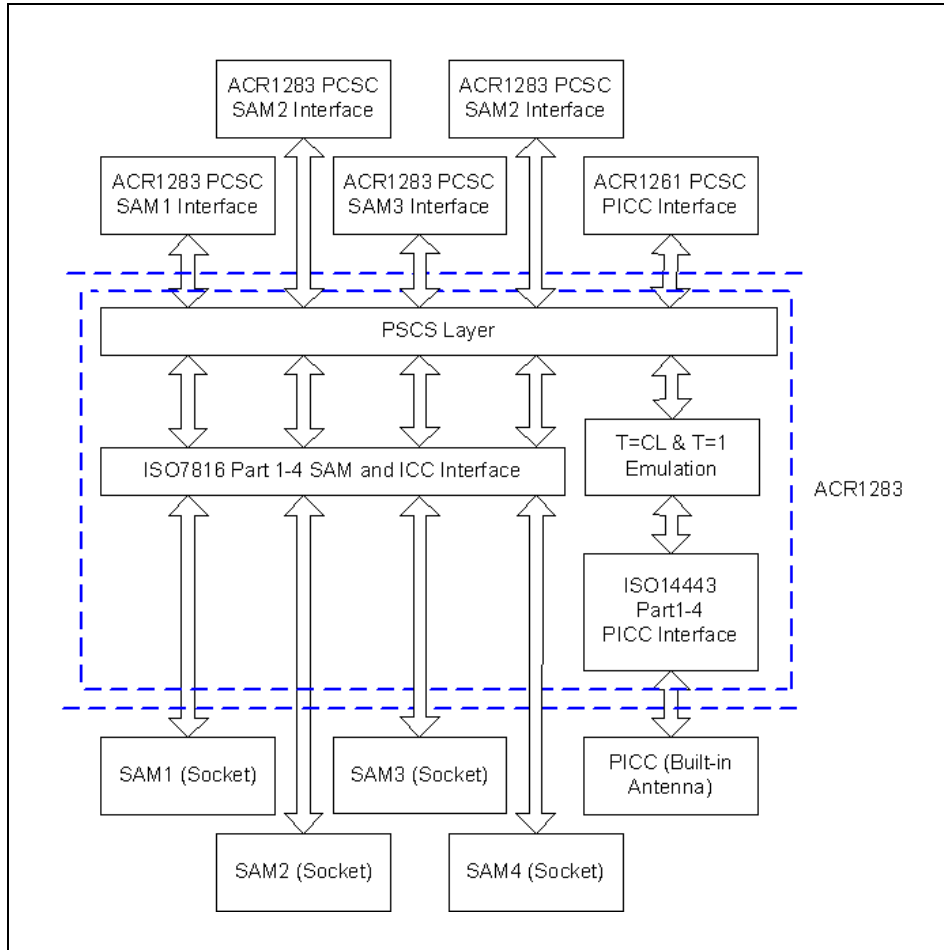 ACR1283 PCSC
SAM2 Interface
ACR1283 PCSC
SAM2 Interface
ACR1283 PCSC
SAM1 Interface
ACR1283 PCSC
SAM3 Interface
ACR1261 PCSC
PICC Interface
PSCS Layer
T=CL & T=1
Emulation
ISO7816 Part 1-4 SAM and ICC Interface
ACR1283
ISO14443
Part1-4
PICC Interface
SAM1 (Socket)
SAM3 (Socket)
PICC (Built-in
Antenna)
SAM2 (Socket)
SAM4 (Socket)